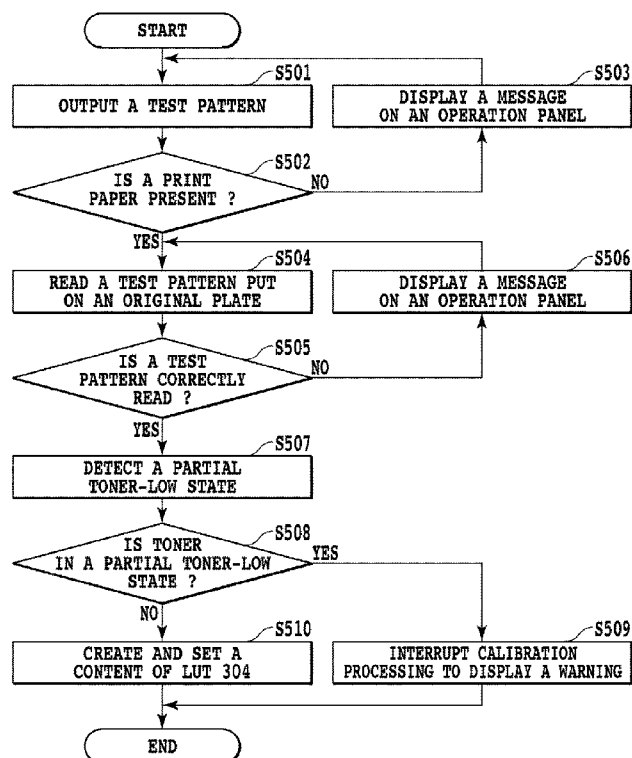 START
S501
OUTPUT A TEST PATTERN
S503
DISPLAY A MESSAGE
ON AN OPERATION PANEL
S502
IS A PRINT
PAPER PRESENT ?
NO
YES
S504
READ A TEST PATTERN PUT
ON AN ORIGINAL PLATE
S506
DISPLAY A MESSAGE
ON AN OPERATION PANEL
S505
IS A TEST
PATTERN CORRECTLY
READ ?
NO
YES
S507
DETECT A PARTIAL
TONER-LOW STATE
S508
IS TONER
IN A PARTIAL TONER-LOW
STATE ?
YES
NO
S510
CREATE AND SET A
CONTENT OF LUT 304
S509
INTERRUPT CALIBRATION
PROCESSING TO DISPLAY A WARNING
END